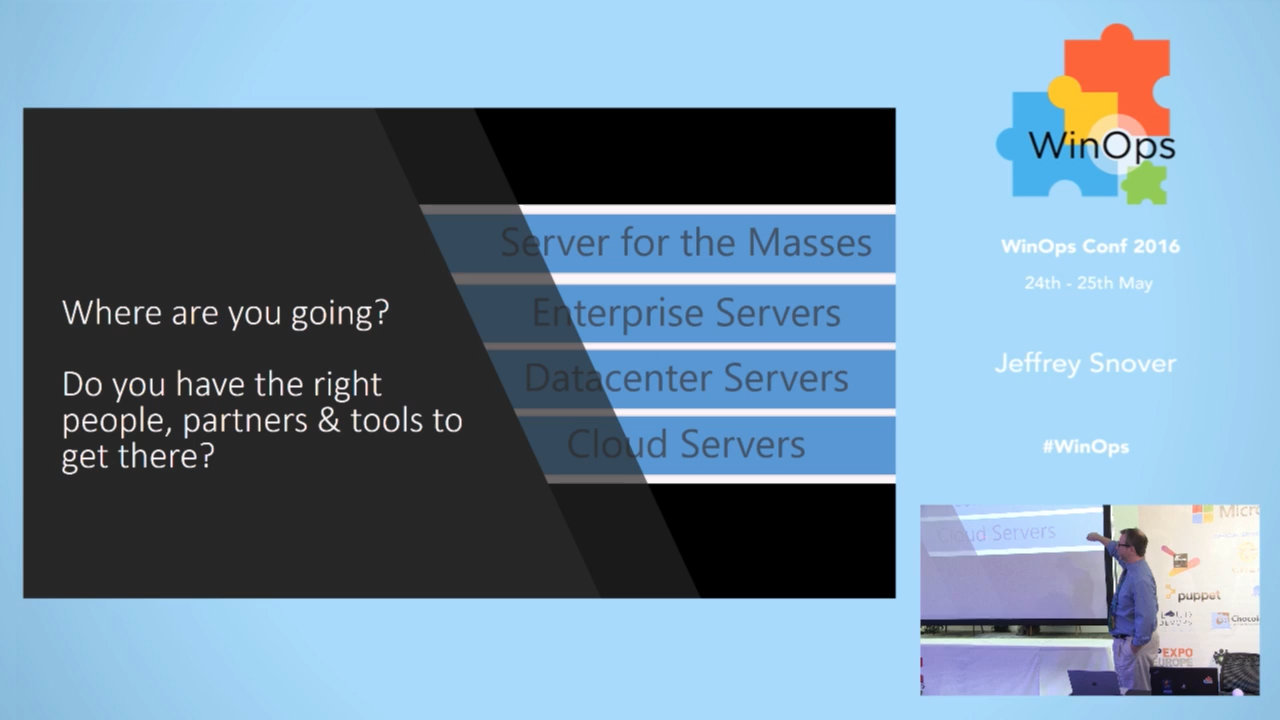 Where are you going?
Do you have the right
people, partners & tools to
get there?
Server for the Masses
Enterprise Servers
Datacenter Servers
Cloud Servers
WinOps
WinOps Conf 2016
24th - 25th May
Jeffrey Snover
#WinOps
Cloud Servers
puppet
EXPO
EUROPE